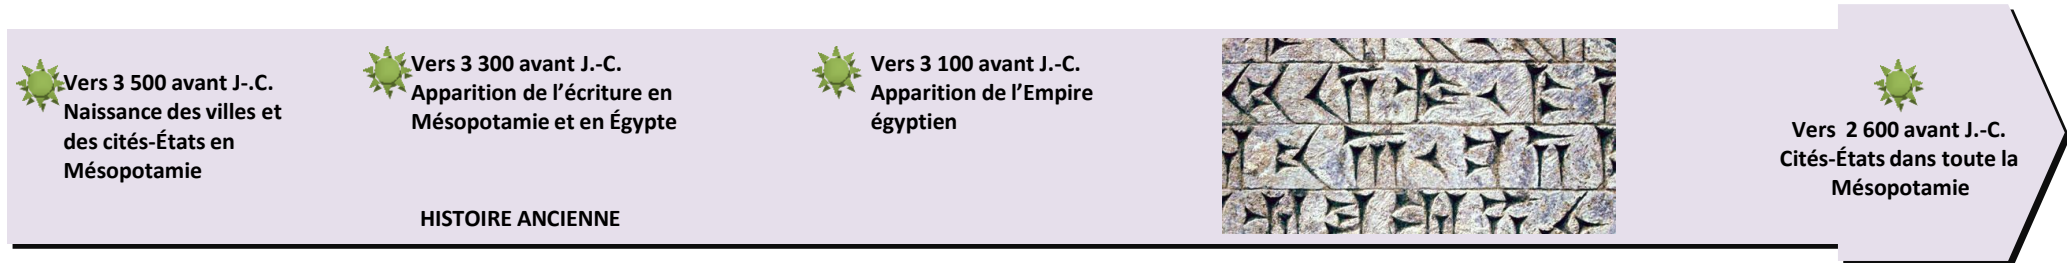 Vers 3 500 avant J-.C.
Naissance des villes et
des cités-États en
Mésopotamie
Vers 3 300 avant J.-C.
Apparition de l’écriture en
Mésopotamie et en Égypte
Vers 3 100 avant J.-C.
Apparition de l’Empire
égyptien
Vers 2 600 avant J.-C.
Cités-États dans toute la
Mésopotamie
HISTOIRE ANCIENNE